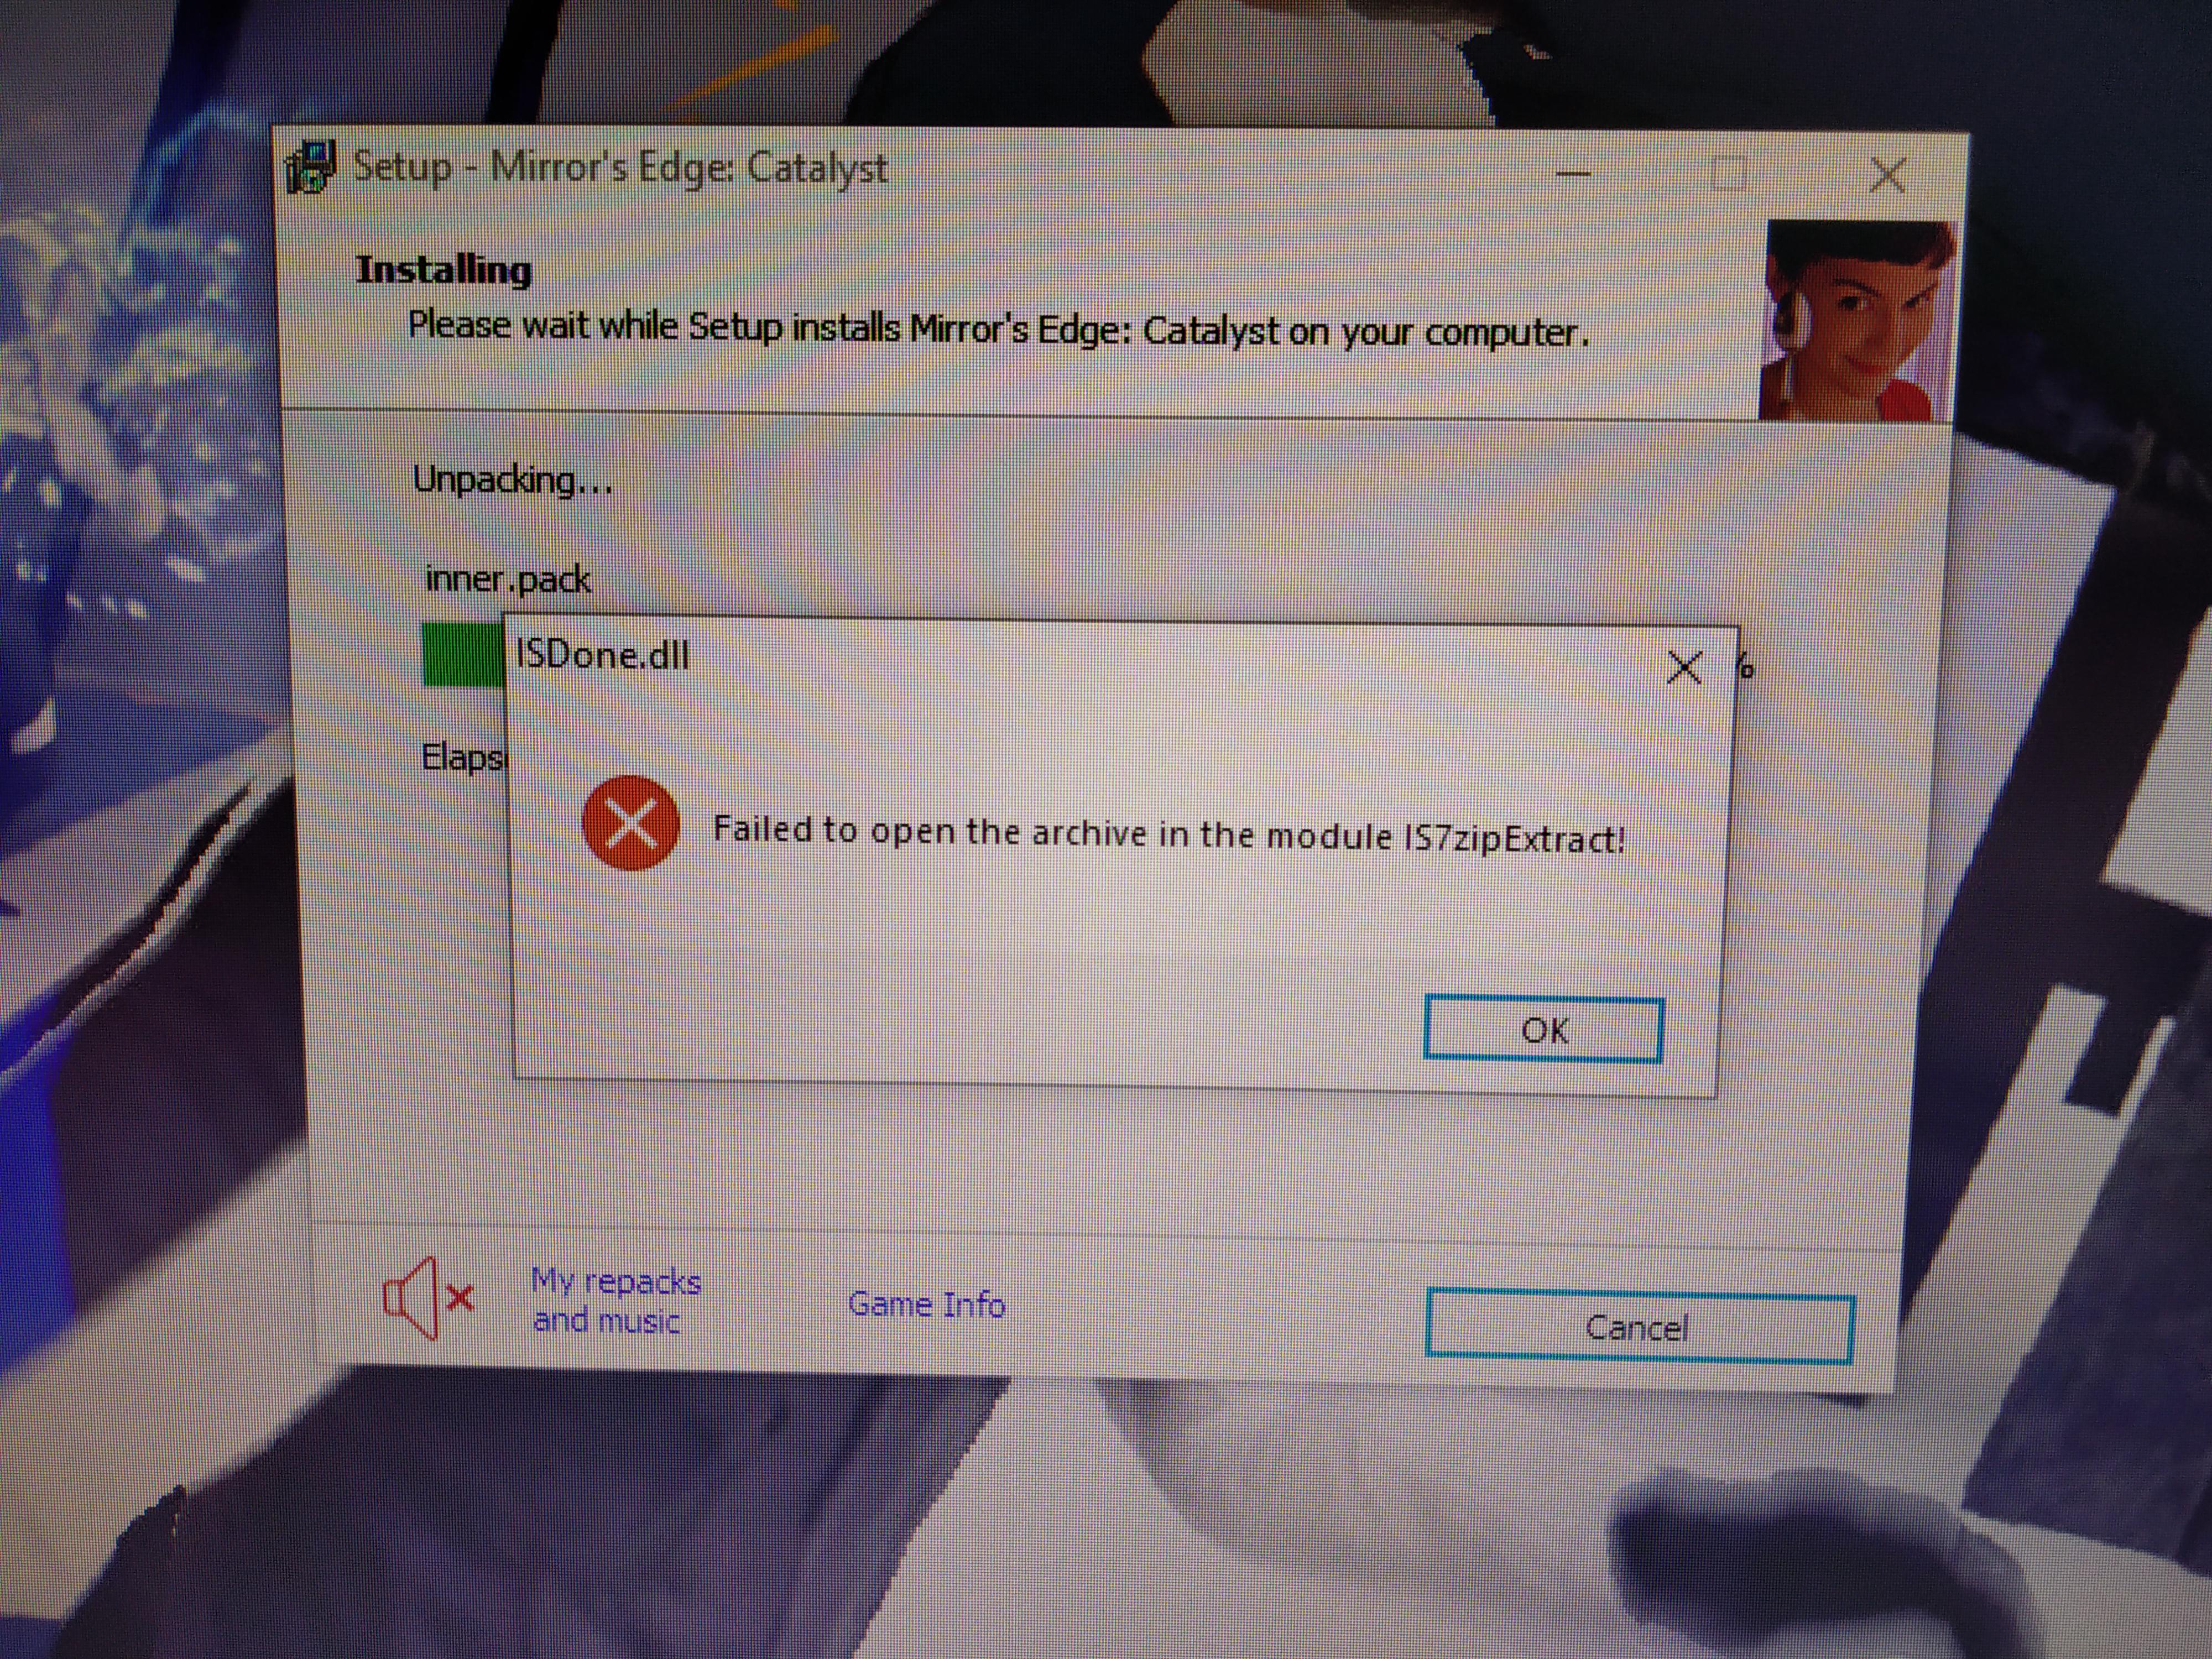 Setup - Mirror's Edge: Catalyst
Installing
Please wait while Setup installs Mirror's Edge: Catalyst on your computer.
Unpacking...
inner.pack
ISDone.dll
%
Elaps
Failed to open the archive in the module IS7zipExtract!
OK
My repacks
and music
Game Info
Cancel